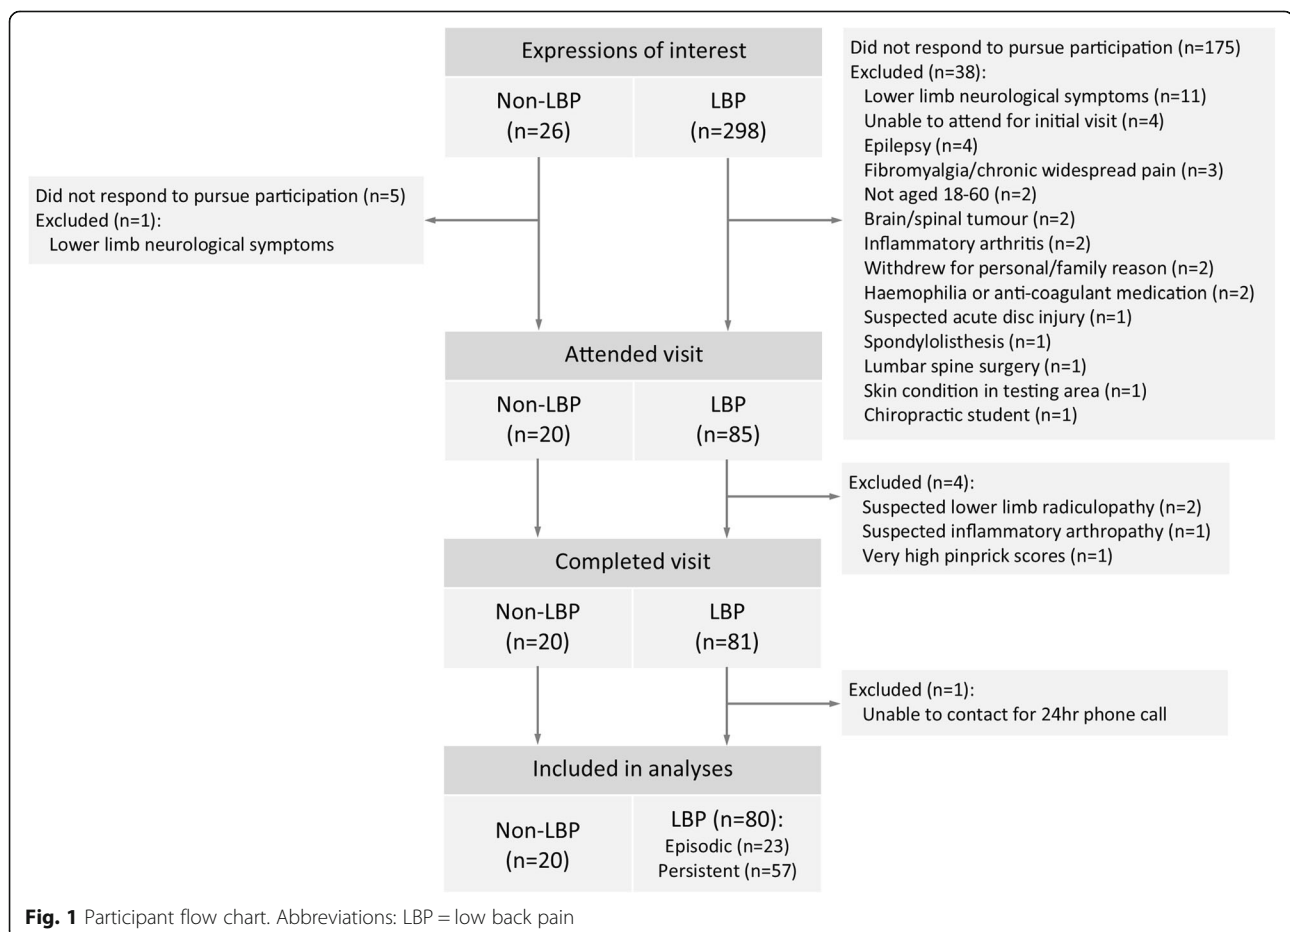 Expressions of interest
Non-LBP
(n=26)
LBP
(n=298)
Did not respond to pursue participation (n=5)
Excluded (n=1):
Lower limb neurological symptoms
Did not respond to pursue participation (n=175)
Excluded (n=38):
Lower limb neurological symptoms (n=11)
Unable to attend for initial visit (n=4)
Epilepsy (n=4)
Fibromyalgia/chronic widespread pain (n=3)
Not aged 18-60 (n=2)
Brain/spinal tumour (n=2)
Inflammatory arthritis (n=2)
Withdrew for personal/family reason (n=2)
Haemophilia or anti-coagulant medication (n=2)
Suspected acute disc injury (n=1)
Spondylolisthesis (n=1)
Lumbar spine surgery (n=1)
Skin condition in testing area (n=1)
Chiropractic student (n=1)
Attended visit
Non-LBP
(n=20)
LBP
(n=85)
Excluded (n=4):
Suspected lower limb radiculopathy (n=2)
Suspected inflammatory arthropathy (n=1)
Very high pinprick scores (n=1)
Completed visit
Non-LBP
(n=20)
LBP
(n=81)
Excluded (n=1):
Unable to contact for 24hr phone call
Included in analyses
Non-LBP
(n=20)
LBP (n=80):
Episodic (n=23)
Persistent (n=57)
Fig. 1 Participant flow chart. Abbreviations: LBP = low back pain